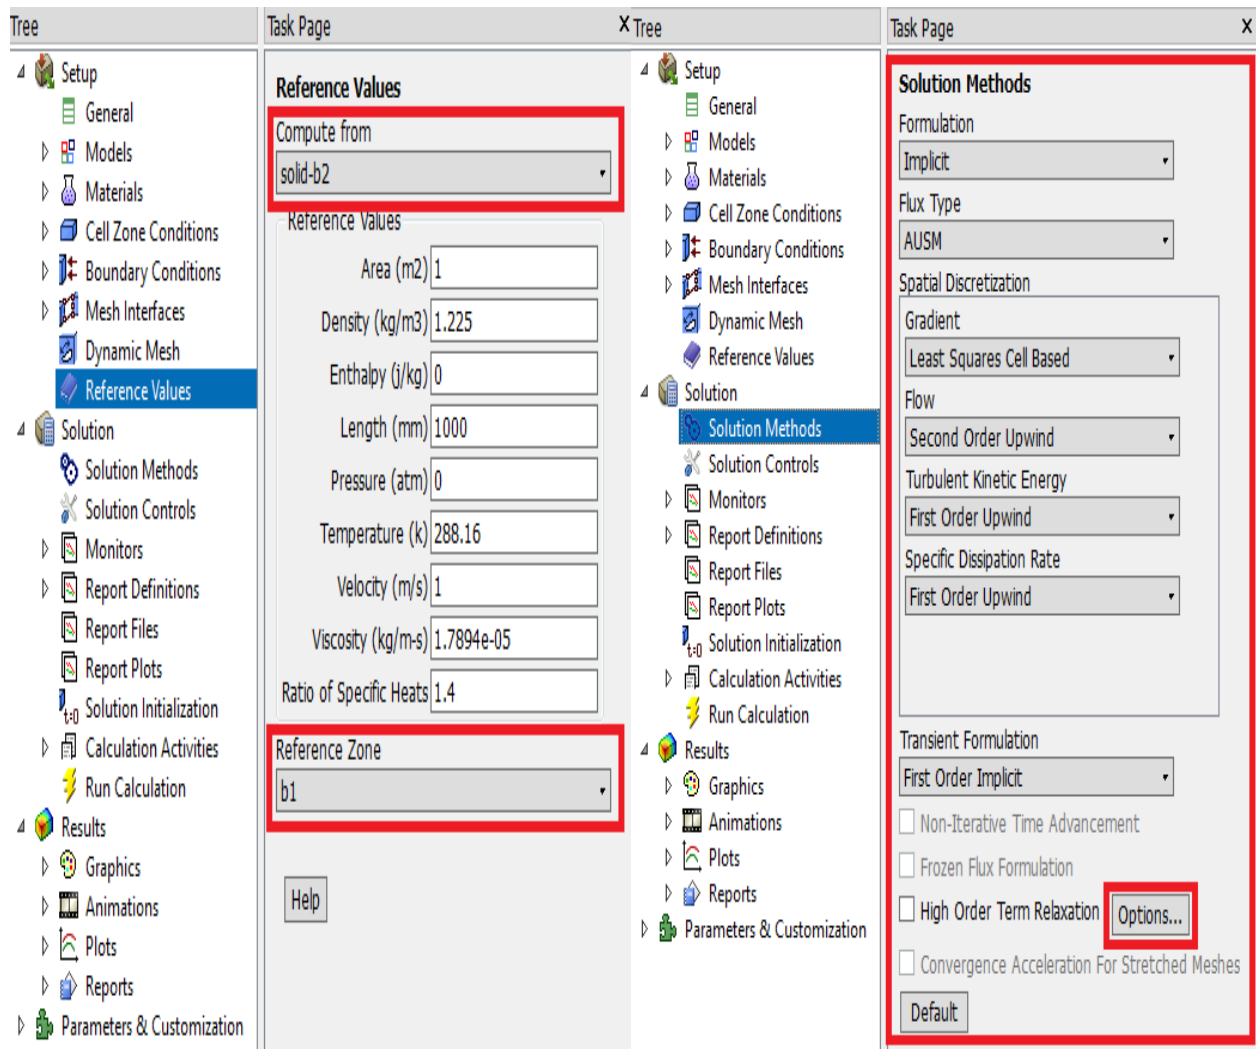 Tree
Setup
General
Models
Materials
Cell Zone Conditions
Boundary Conditions
Mesh Interfaces
Dynamic Mesh
Reference Values
Solution
Solution Methods
Solution Controls
Monitors
Report Definitions
Report Files
Report Plots
t=0 Solution Initialization
Calculation Activities
Run Calculation
Results
Graphics
Animations
Plots
Reports
Parameters & Customization
Task Page X
Reference Values
Compute from
solid-b2
Reference Values
Area (m2) 1
Density (kg/m3) 1.225
Enthalpy (j/kg) 0
Length (mm) 1000
Pressure (atm) 0
Temperature (k) 288.16
Velocity (m/s) 1
Viscosity (kg/m-s) 1.7894e-05
Ratio of Specific Heats 1.4
Reference Zone
b1
Help
Tree
Setup
General
Models
Materials
Cell Zone Conditions
Boundary Conditions
Mesh Interfaces
Dynamic Mesh
Reference Values
Solution
Solution Methods
Solution Controls
Monitors
Report Definitions
Report Files
Report Plots
t=0 Solution Initialization
Calculation Activities
Run Calculation
Results
Graphics
Animations
Plots
Reports
Parameters & Customization
Task Page X
Solution Methods
Formulation
Implicit
Flux Type
AUSM
Spatial Discretization
Gradient
Least Squares Cell Based
Flow
Second Order Upwind
Turbulent Kinetic Energy
First Order Upwind
Specific Dissipation Rate
First Order Upwind
Transient Formulation
First Order Implicit
Non-Iterative Time Advancement
Frozen Flux Formulation
High Order Term Relaxation Options...
Convergence Acceleration For Stretched Meshes
Default